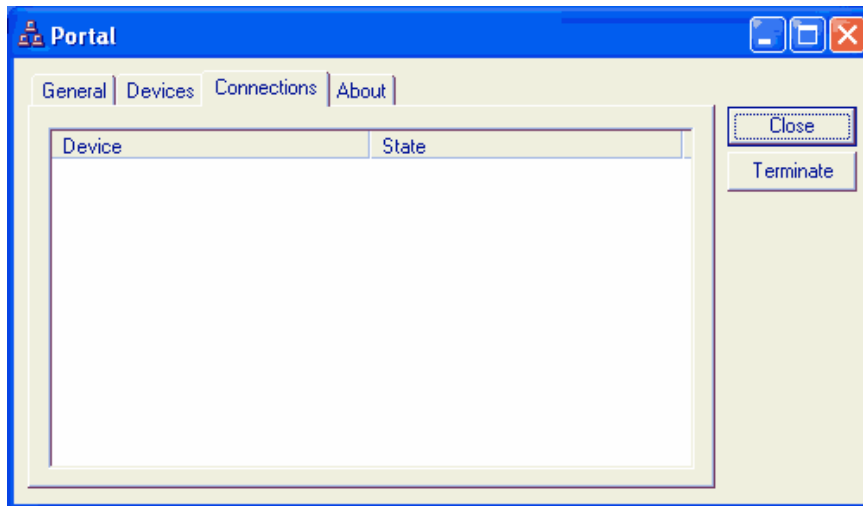 Portal
General Devices Connections About
Close
Device State
Terminate